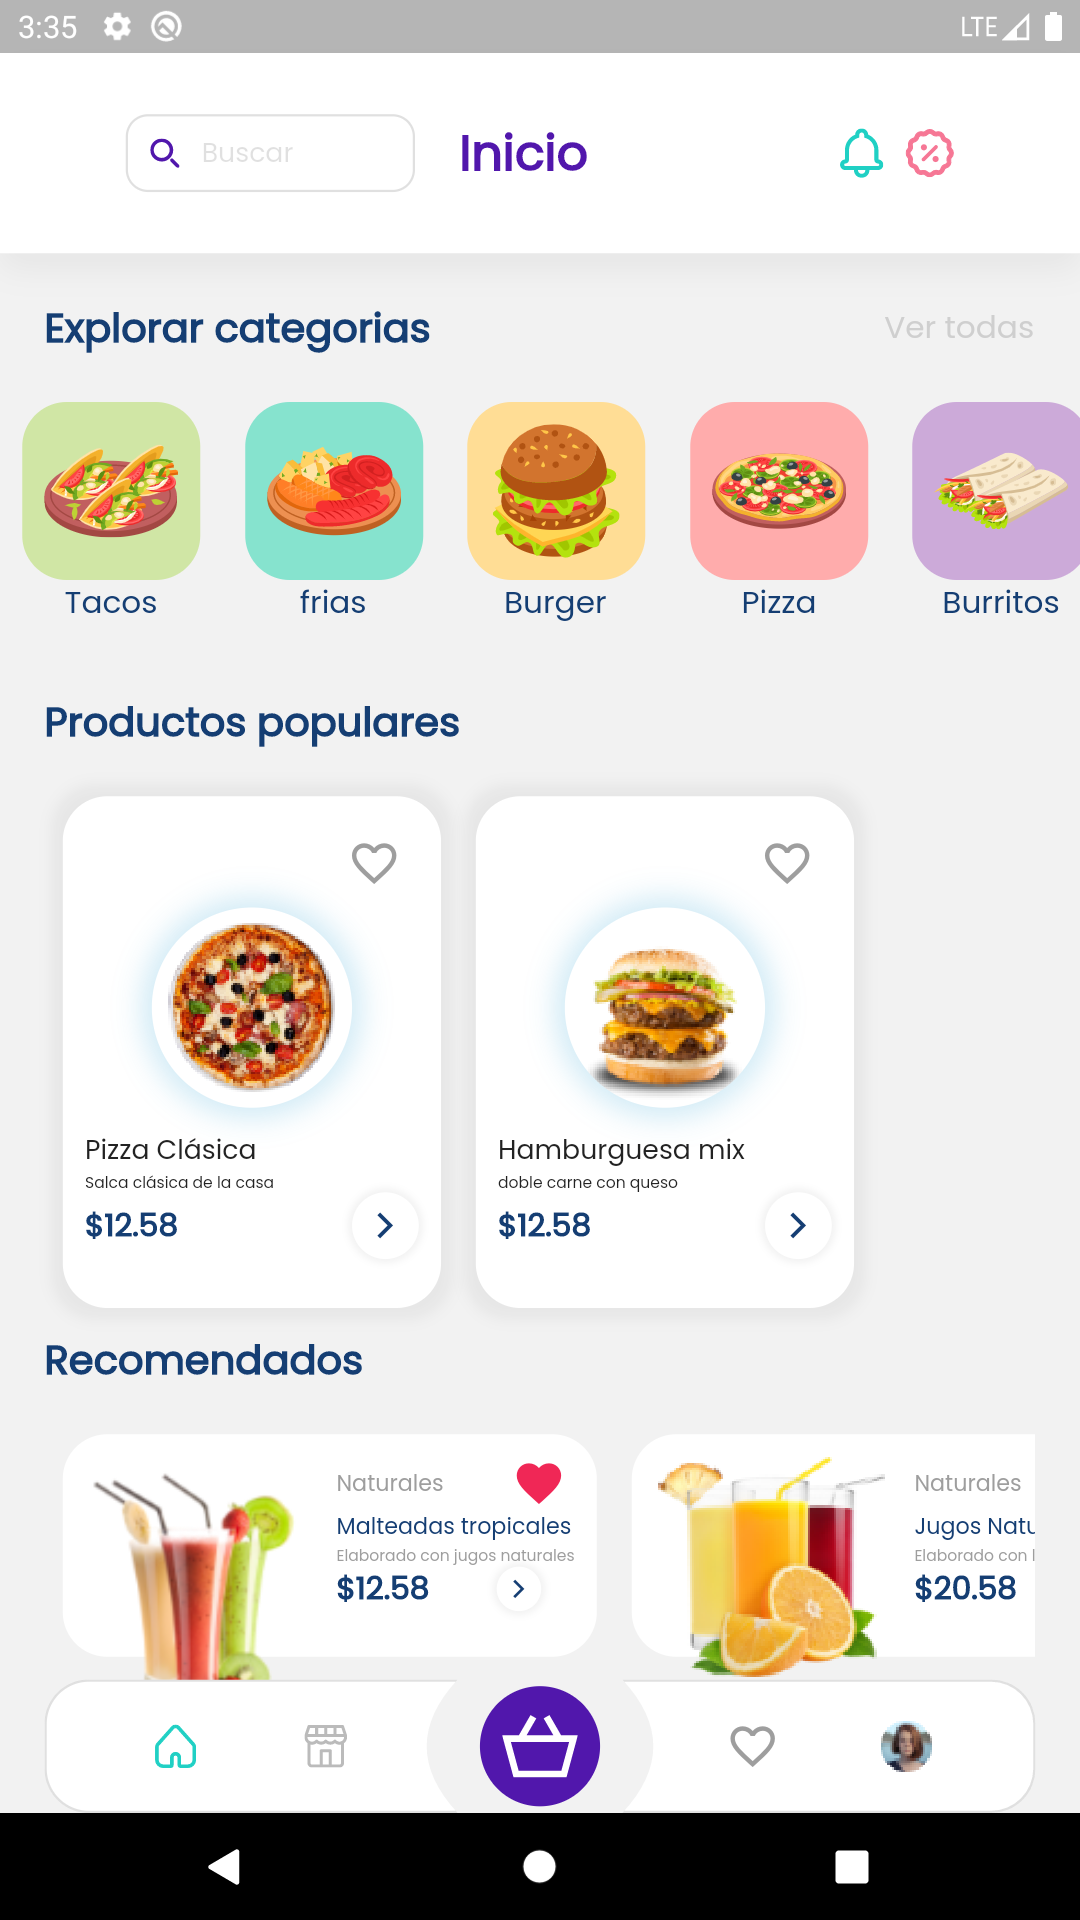 3:35
LTE
Buscar
Inicio
Explorar categorias
Ver todas
Tacos
frias
Burger
Pizza
Burritos
Productos populares
Pizza Clásica
Salca clásica de la casa
$12.58
Hamburguesa mix
doble carne con queso
$12.58
Recomendados
Naturales
Malteadas tropicales
Elaborado con jugos naturales
$12.58
Naturales
Jugos Natu
Elaborado con l
$20.58